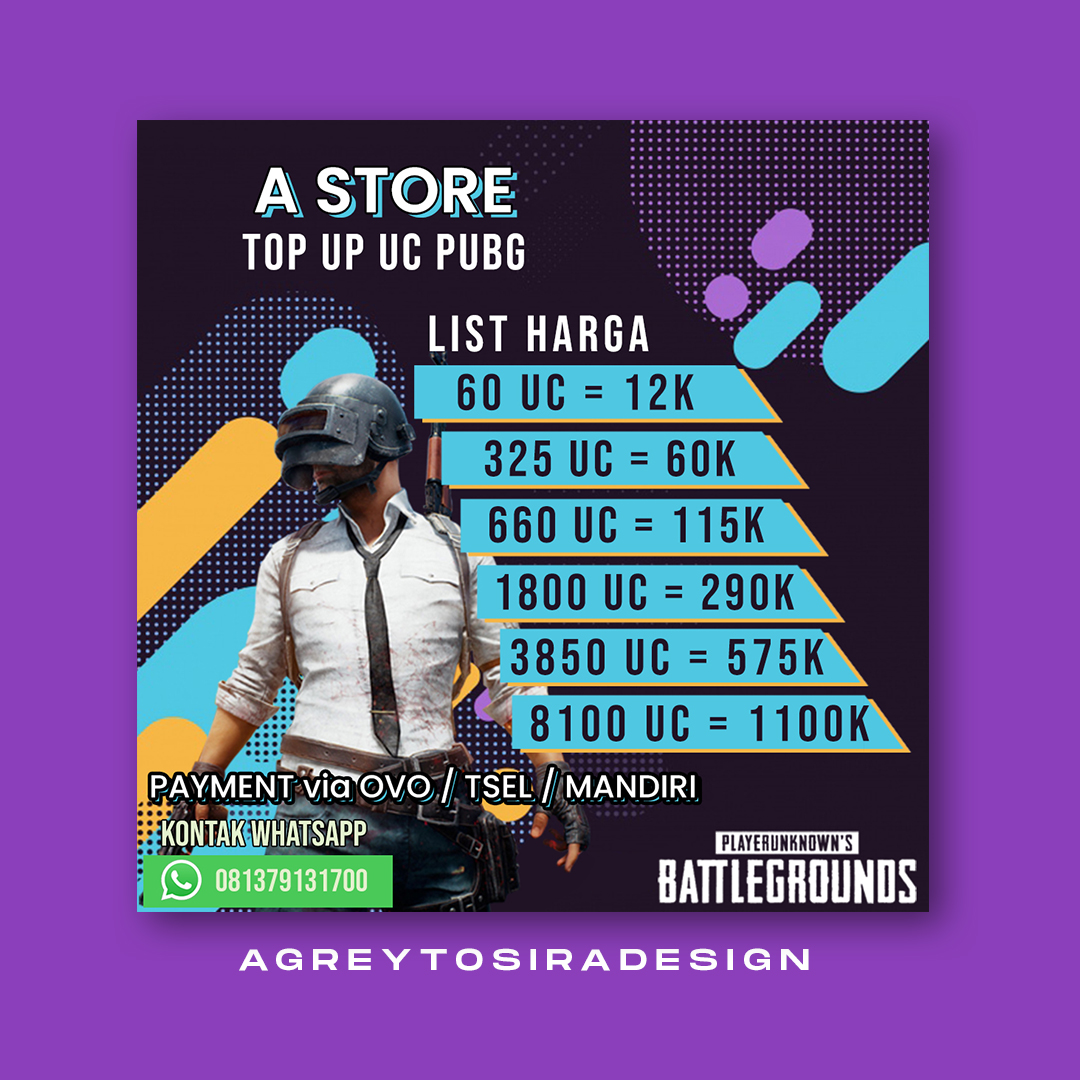 A STORE
TOP UP UC PUBG
LIST HARGA
60 UC = 12K
325 UC = 60K
660 UC = 115K
1800 UC = 290K
3850 UC = 575K
8100 UC = 1100K
PAYMENT via OVO / TSEL / MANDIRI
KONTAK WHATSAPP
081379131700
PLAYERUNKNOWN'S
BATTLEGROUNDS
AGREYTOSIRADESIGN